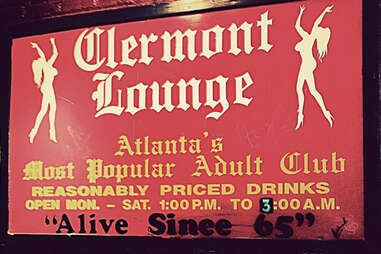 Clermont
Lounge
Atlanta's
Most Popular Adult Club
REASONABLY PRICED DRINKS
OPEN MON. - SAT. 1:00 P.M. TO 3:00 A.M.
"Alive Since 65".